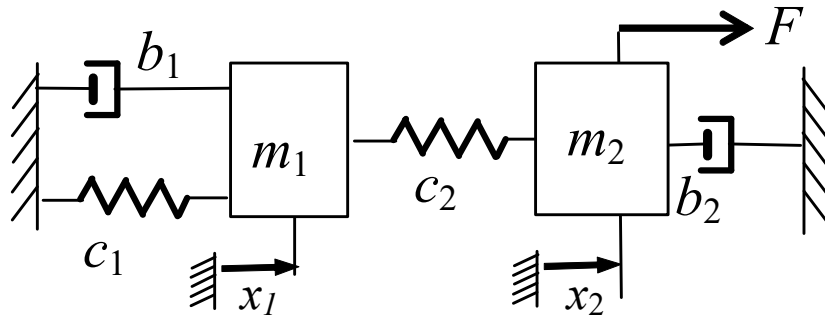 F
b₁
m₁
m₂
c₂
b₂
c₁
x₁
x₂